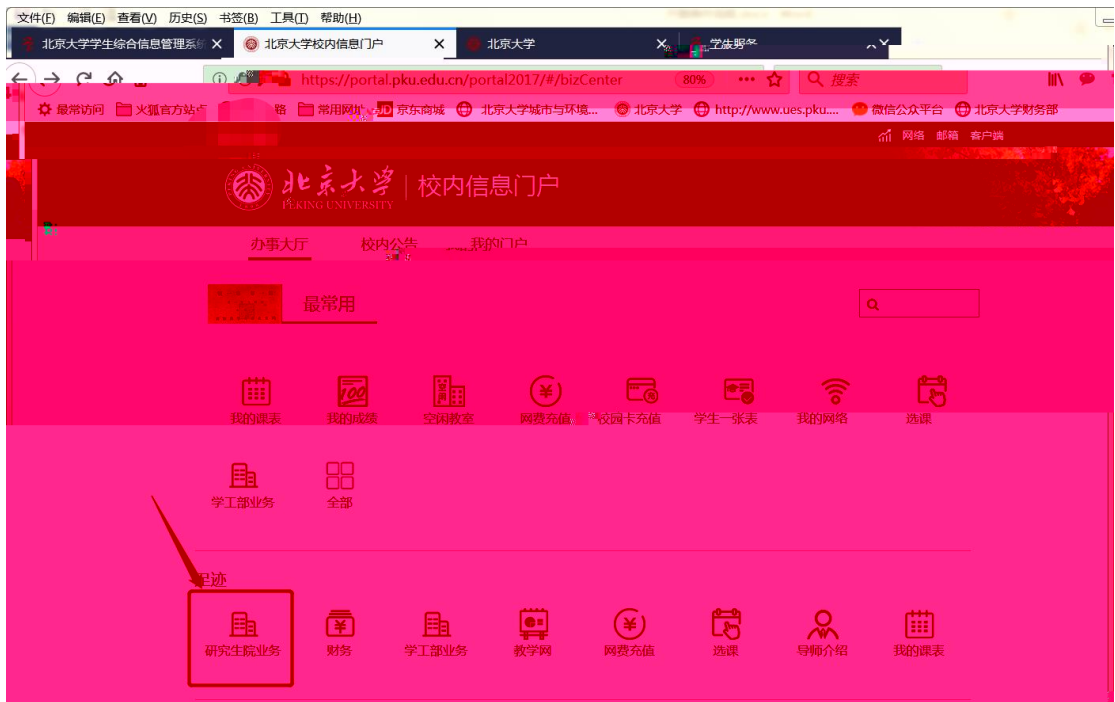 文件(F) 编辑(E) 查看(V) 历史(S) 书签(B) 工具(T) 帮助(H)
北京大学学生综合信息管理系统 北京大学校内信息门户 北京大学
https://portal.pku.edu.cn/portal2017/#/bizCenter 80% 搜索
最常访问 火狐官方站点 常用网址 JD 京东商城 北京大学城市与环境... 北京大学 http://www.ues.pku.... 微信公众平台 北京大学财务部
网络 邮箱 客户端
北京大学 校内信息门户
PEKING UNIVERSITY
办事大厅 校内公告 我的门户
最常用
我的课表 我的成绩 空闲教室 网费充值 校园卡充值 学生一张表 我的网络 选课
学工部业务 全部
足迹
研究生院业务 财务 学工部业务 教学网 网费充值 选课 导师介绍 我的课表